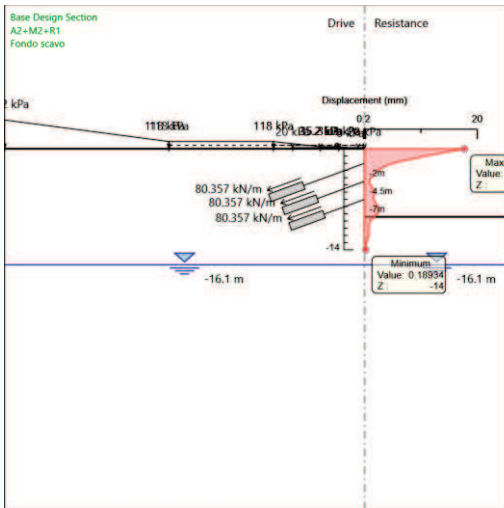 Base Design Section
A2+M2+R1
Fondo scavo
Drive
Resistance
Displacement (mm)
0.2
20
2 kPa
118 kPa
Max
Value:
Z :
-2m
-4.5m
-7m
80.357 kN/m
80.357 kN/m
80.357 kN/m
-14
Minimum
Value: 0.18934
Z : -14
-16.1 m
-16.1 m